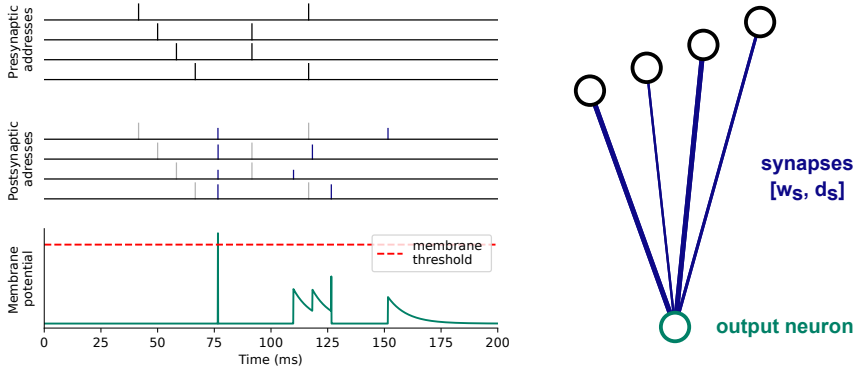 Presynaptic
addresses
Postsynaptic
adresses
Membrane
potential
membrane
threshold
0
25
50
75
100
125
150
175
200
Time (ms)
synapses
[ws, ds]
output neuron